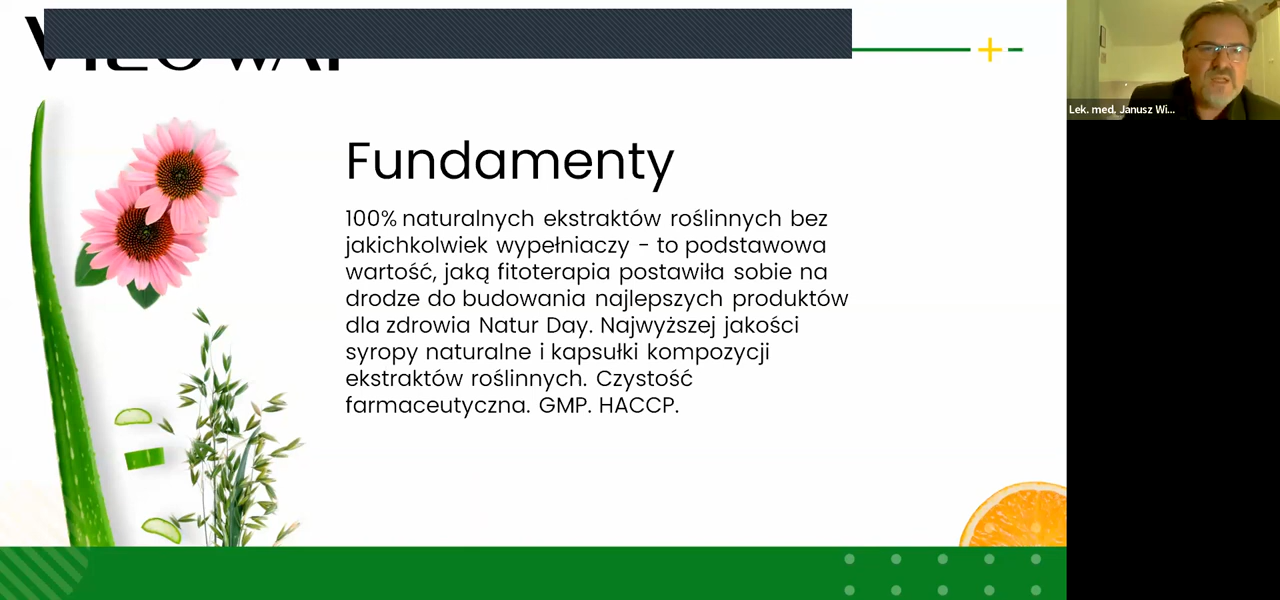 Lek. med. Janusz Wi...
Fundamenty
100% naturalnych ekstraktów roślinnych bez
jakichkolwiek wypełniaczy - to podstawowa
wartość, jaką fitoterapia postawiła sobie na
drodze do budowania najlepszych produktów
dla zdrowia Natur Day. Najwyższej jakości
syropy naturalne i kapsułki kompozycji
ekstraktów roślinnych. Czystość
farmaceutyczna. GMP. HACCP.